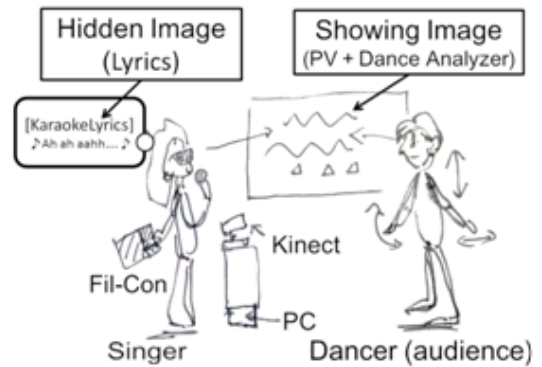 Hidden Image
(Lyrics)
Showing Image
(PV + Dance Analyzer)
[KaraokeLyrics]
♪Ah ah aahh....♪
Kinect
Fil-Con
PC
Singer
Dancer (audience)